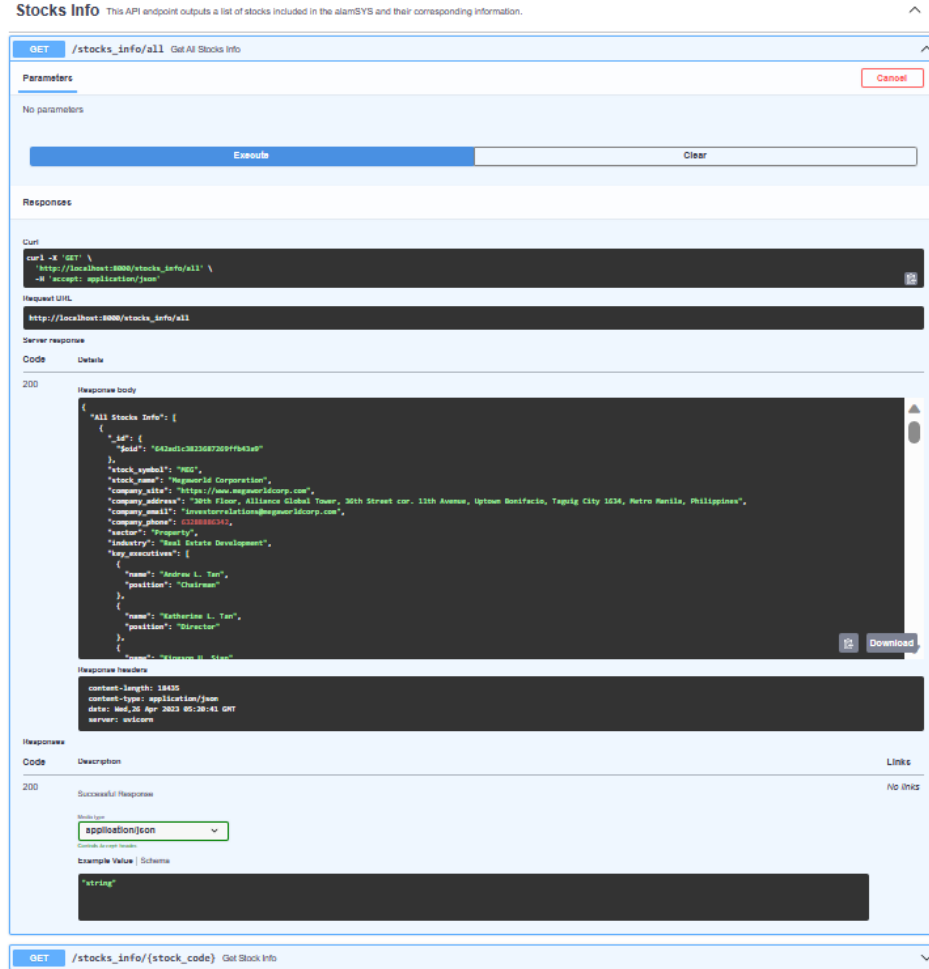 Stocks Info This API endpoint outputs a list of stocks included in the alamSYS and their corresponding information.
GET /stocks_info/all Get All Stocks Info
Parameters
Cancel
No parameters
Execute
Clear
Responses
Curl
curl -X 'GET' \
'http://localhost:8000/stocks_info/all' \
-H 'accept: application/json'
Request URL
http://localhost:8000/stocks_info/all
Server response
Code Details
200
Response body
{
"All Stocks Info": [
{
"_id": {
"$oid": "642ad1c3823687269ffb43e9"
},
"stock_symbol": "MEG",
"stock_name": "Megaworld Corporation",
"company_site": "https://www.megaworldcorp.com",
"company_address": "30th Floor, Alliance Global Tower, 36th Street cor. 11th Avenue, Uptown Bonifacio, Taguig City 1634, Metro Manila, Philippines",
"company_email": "investorrelations@megaworldcorp.com",
"company_phone": 63288886342,
"sector": "Property",
"industry": "Real Estate Development",
"key_executives": [
{
"name": "Andrew L. Tan",
"position": "Chairman"
},
{
"name": "Katherine L. Tan",
"position": "Director"
},
{
"name":
Download
Response headers
content-length: 18435
content-type: application/json
date: Wed,26 Apr 2023 05:20:41 GMT
server: uvicorn
Responses
Code Description Links
200 Successful Response No links
Media type
application/json
Controls Accept header.
Example Value | Schema
"string"
GET /stocks_info/{stock_code} Get Stock Info